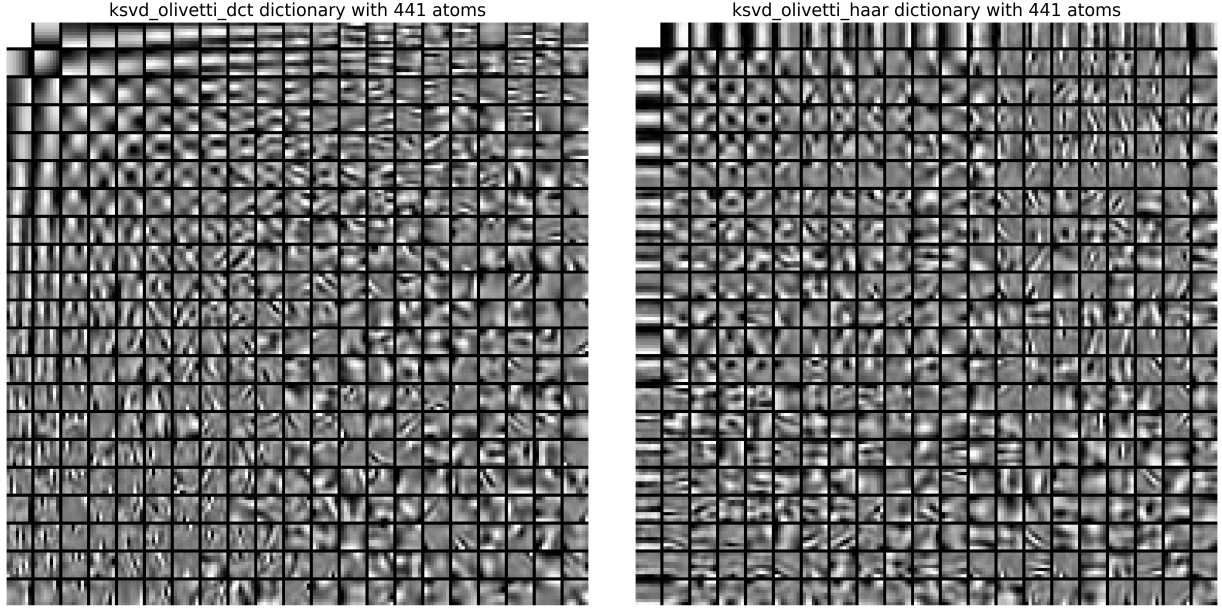 ksvd_olivetti_dct dictionary with 441 atoms
ksvd_olivetti_haar dictionary with 441 atoms